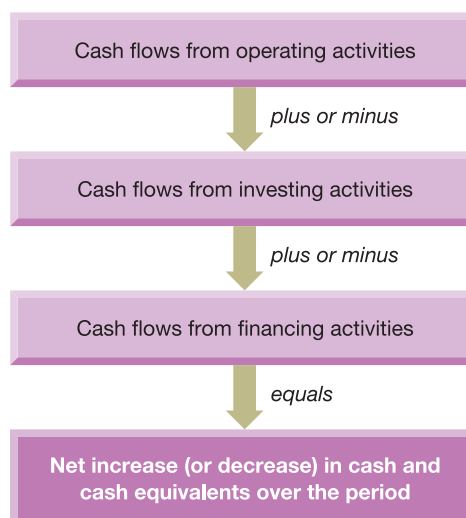 Cash flows from operating activities
plus or minus
Cash flows from investing activities
plus or minus
Cash flows from financing activities
equals
Net increase (or decrease) in cash and
cash equivalents over the period